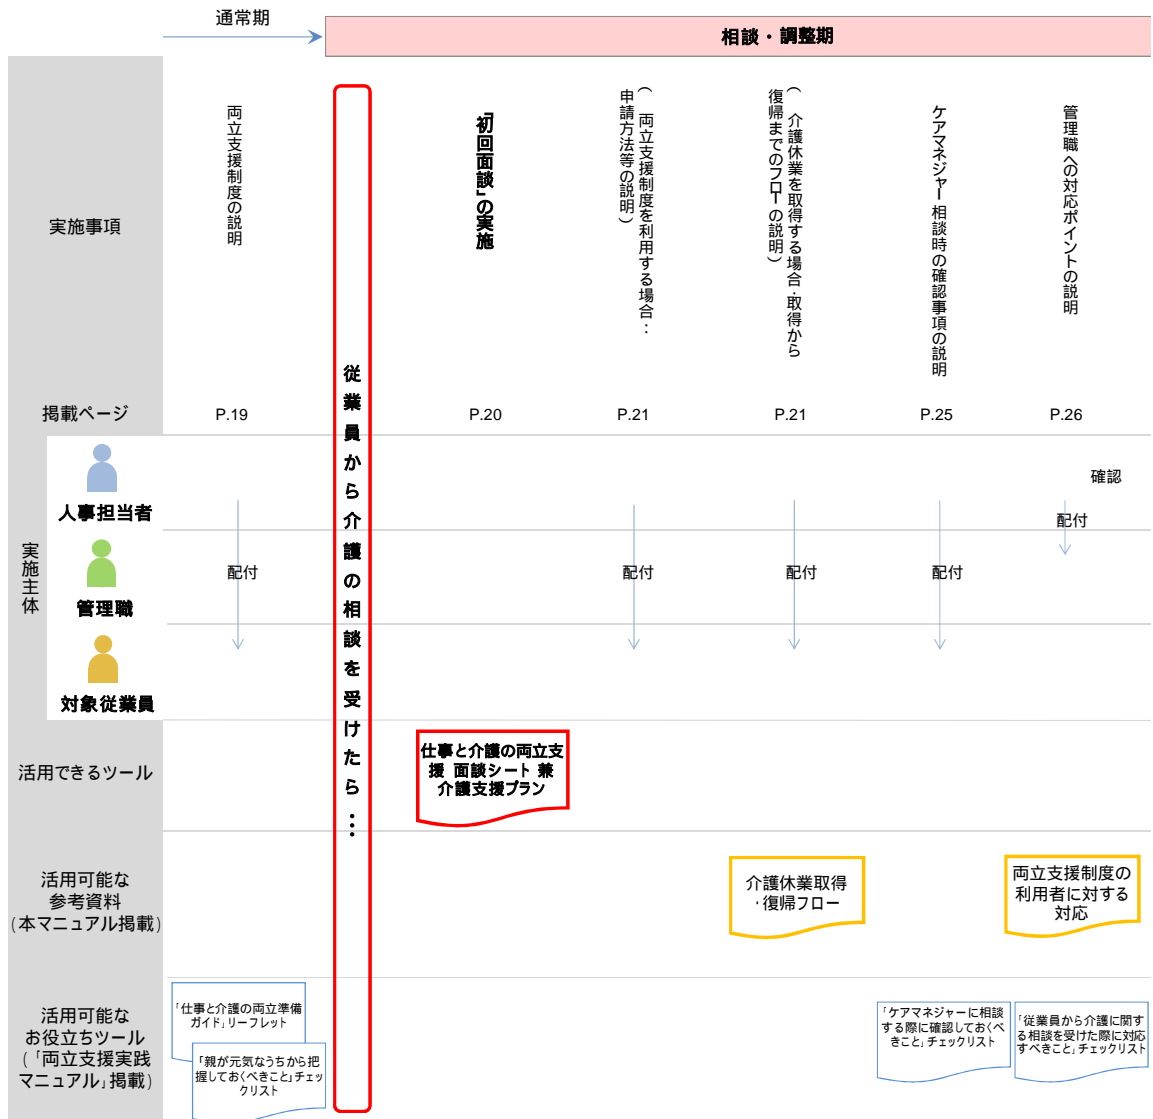 通常期
相談・調整期
実施事項
両立支援制度の説明
従業員から介護の相談を受けたら…
「初回面談」の実施
(両立支援制度を利用する場合:
申請方法等の説明)
(介護休業を取得する場合・取得から
復帰までのフローの説明)
ケアマネジャー相談時の確認事項の説明
管理職への対応ポイントの説明
掲載ページ
P.19
P.20
P.21
P.21
P.25
P.26
実施主体
人事担当者
確認
配付
管理職
配付
配付
配付
配付
対象従業員
活用できるツール
仕事と介護の両立支
援 面談シート 兼
介護支援プラン
活用可能な
参考資料
(本マニュアル掲載)
介護休業取得
・復帰フロー
両立支援制度の
利用者に対する
対応
活用可能な
お役立ちツール
(「両立支援実践
マニュアル」掲載)
「仕事と介護の両立準備
ガイド」リーフレット
「親が元気なうちから把
握しておくべきこと」チェッ
クリスト
「ケアマネジャーに相談
する際に確認しておくべ
きこと」チェックリスト
「従業員から介護に関す
る相談を受けた際に対応
すべきこと」チェックリスト